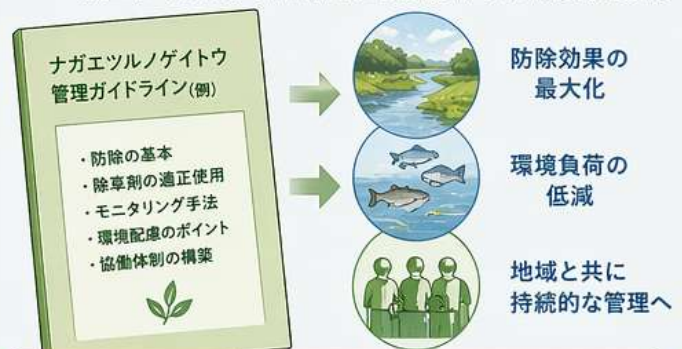 ナガエツルノゲイトウ
管理ガイドライン(例)
・防除の基本
・除草剤の適正使用
・モニタリング手法
・環境配慮のポイント
・協働体制の構築
防除効果の
最大化
環境負荷の
低減
地域と共に
持続的な管理へ